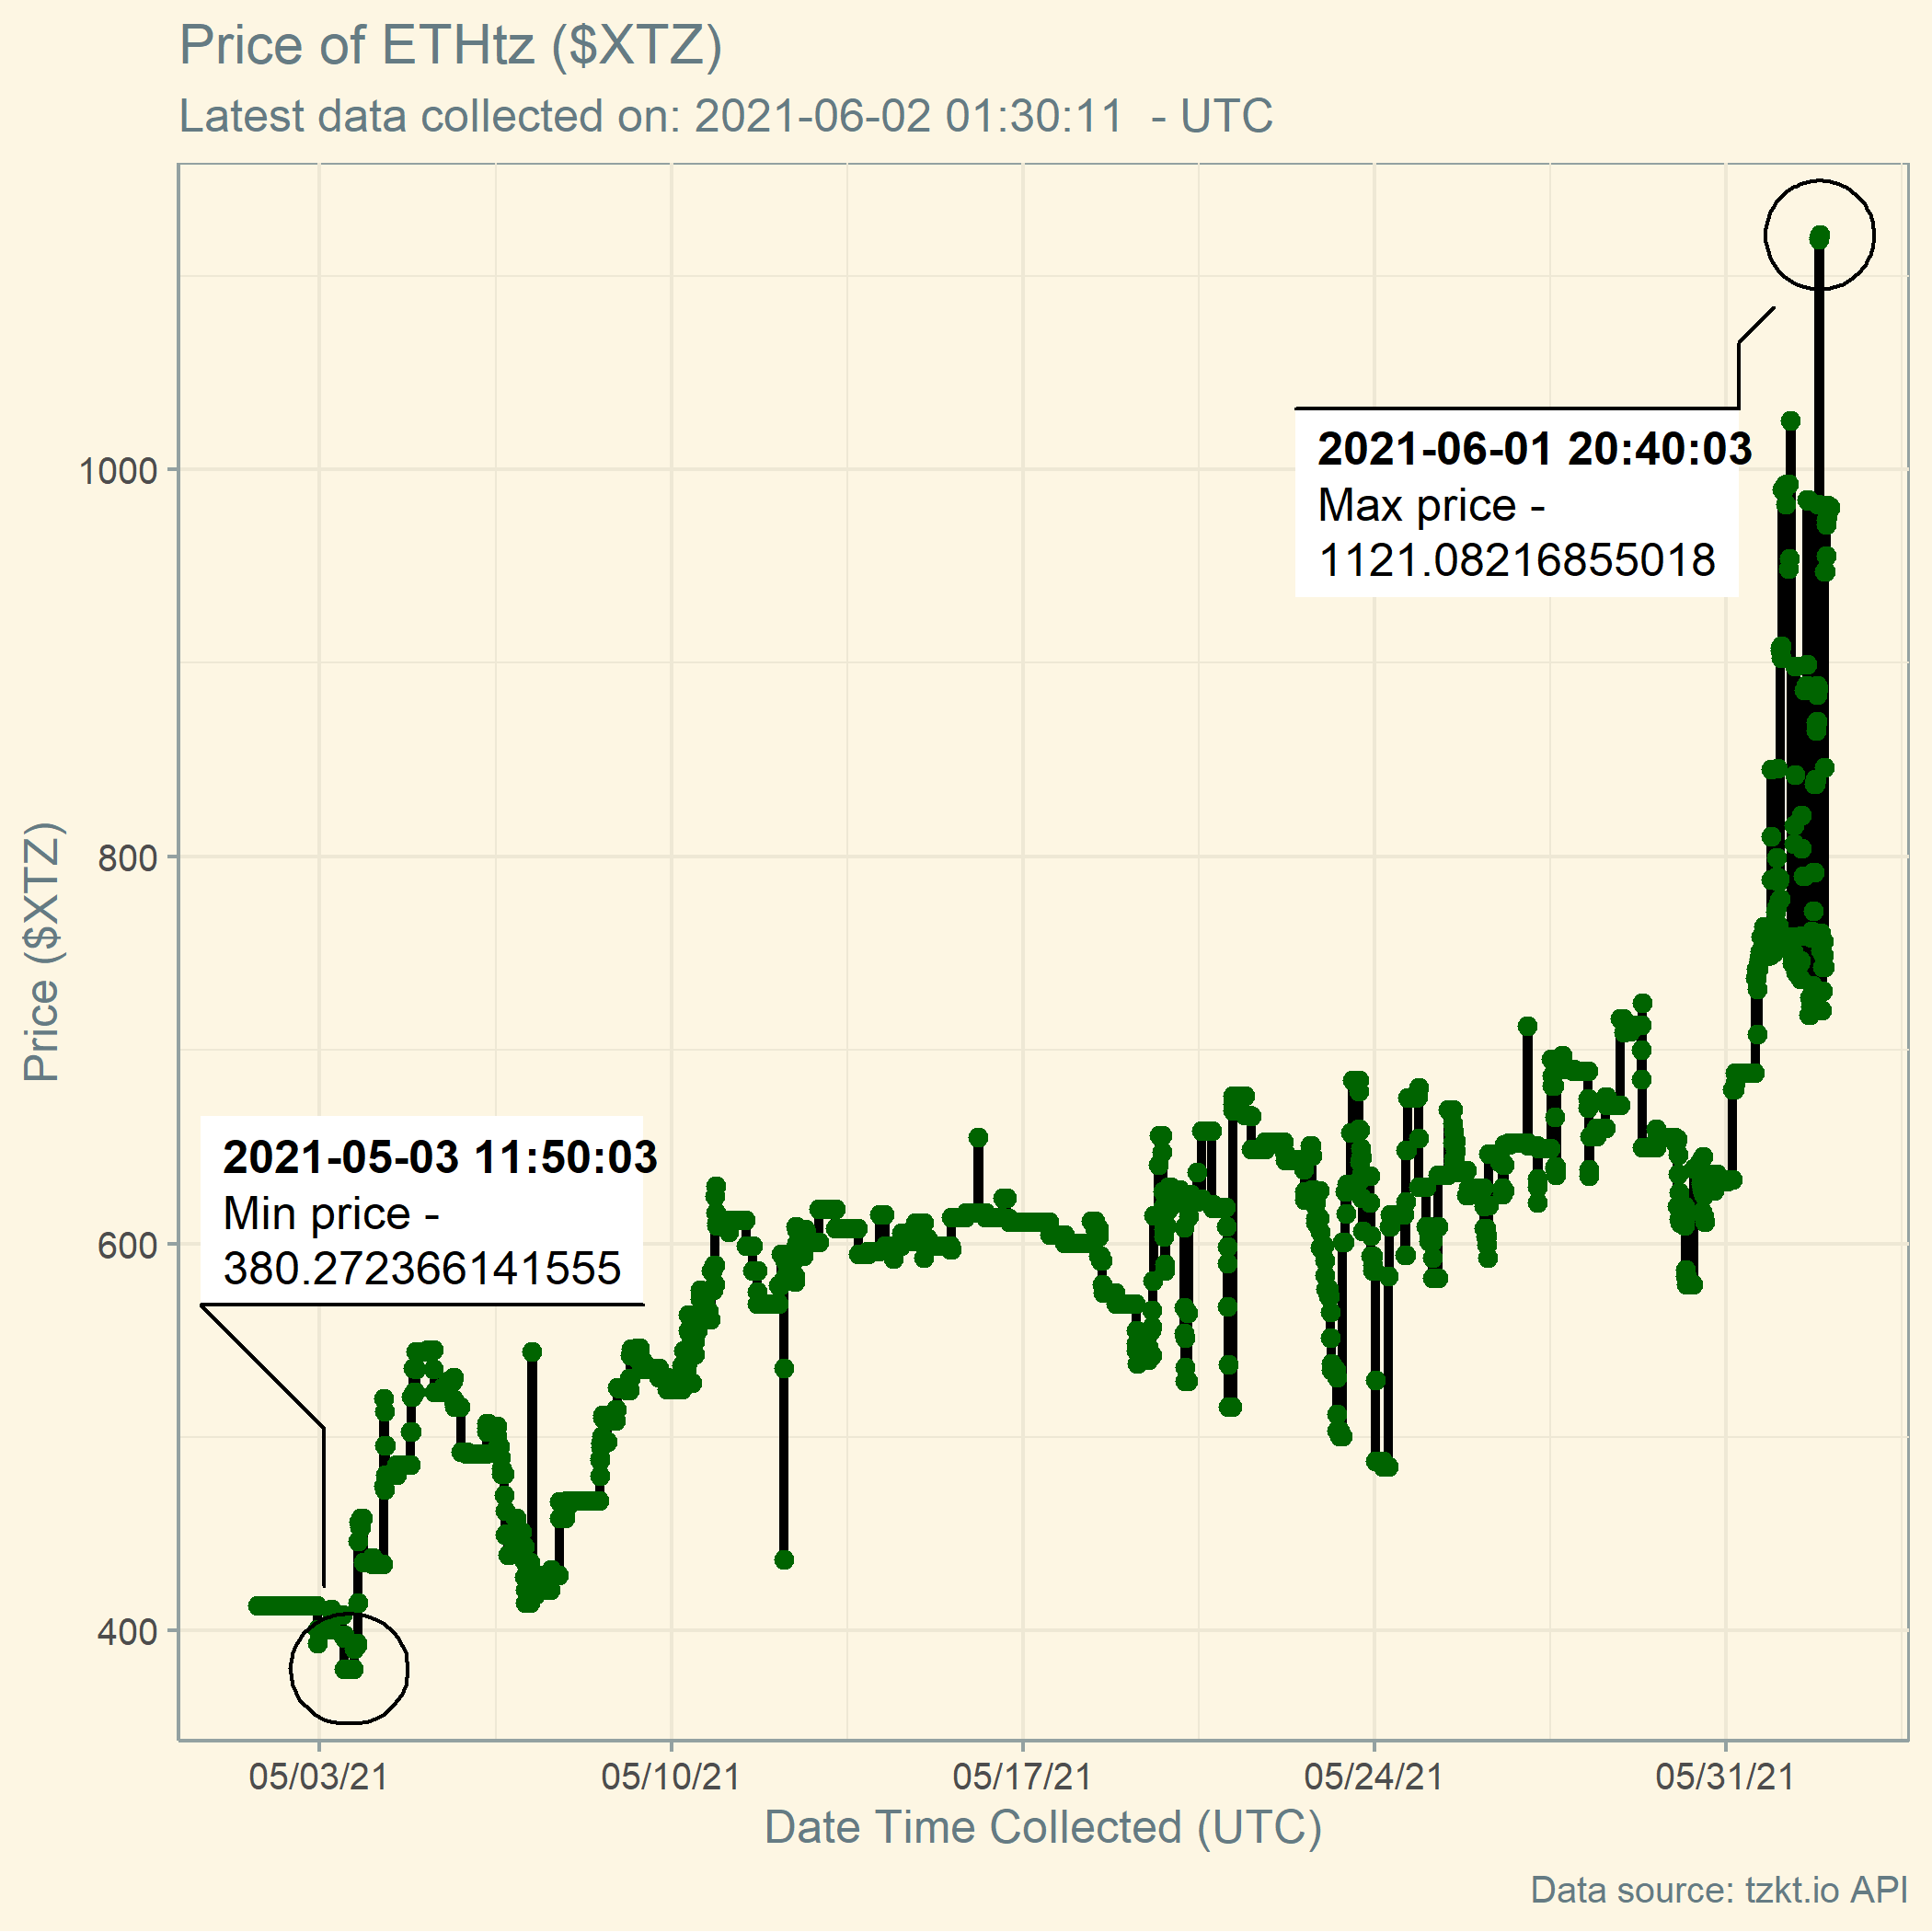 Price of ETHtz ($XTZ)
Latest data collected on: 2021-06-02 01:30:11  - UTC
2021-06-01 20:40:03
Max price -
1121.08216855018
2021-05-03 11:50:03
Min price -
380.272366141555
Price ($XTZ)
1000
800
600
400
05/03/21
05/10/21
05/17/21
05/24/21
05/31/21
Date Time Collected (UTC)
Data source: tzkt.io API